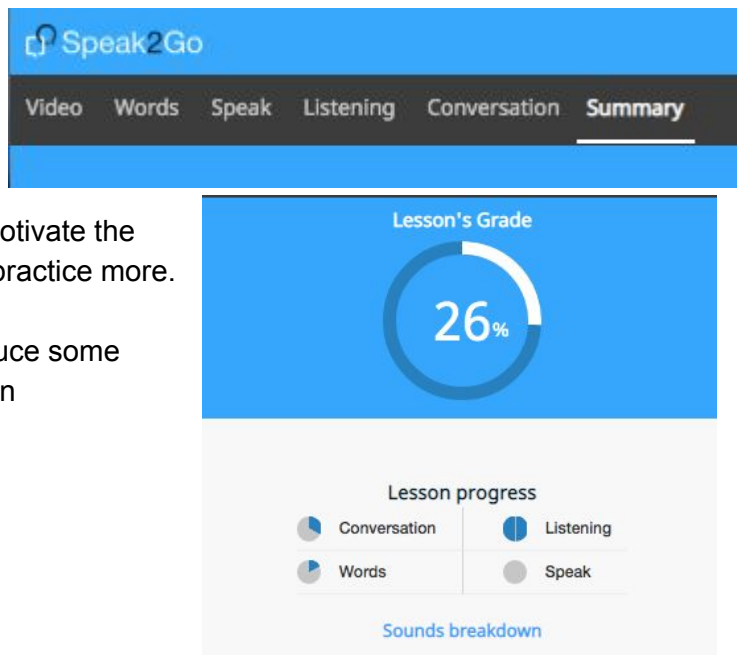 Speak2Go
Video Words Speak Listening Conversation Summary
otivate the
practice more.
uce some
n
Lesson's Grade
26%
Lesson progress
Conversation Listening
Words Speak
Sounds breakdown